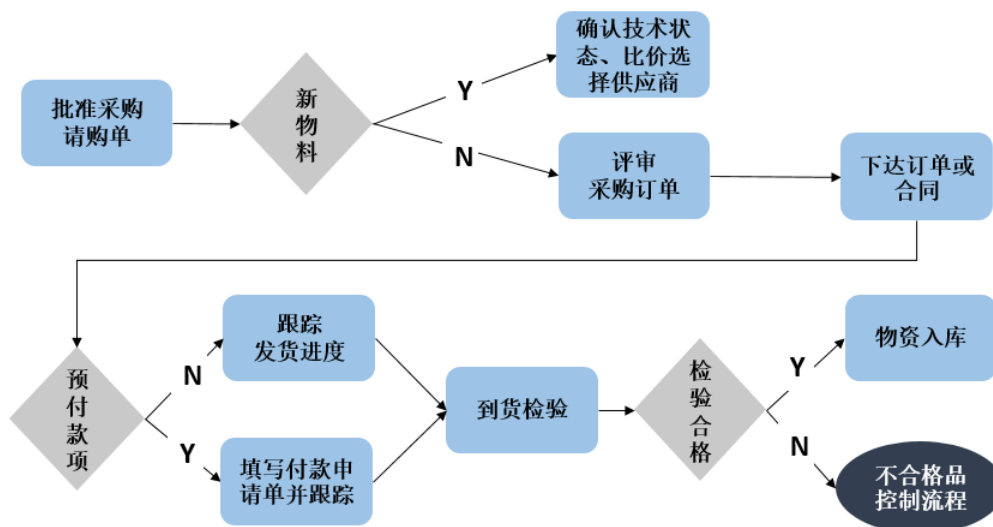 批准采购
请购单
新
物
料
Y
N
确认技术状
态、比价选
择供应商
评审
采购订单
下达订单或
合同
预
付
款
项
N
Y
跟踪
发货进度
填写付款申
请单并跟踪
到货检验
检
验
合
格
Y
N
物资入库
不合格品
控制流程